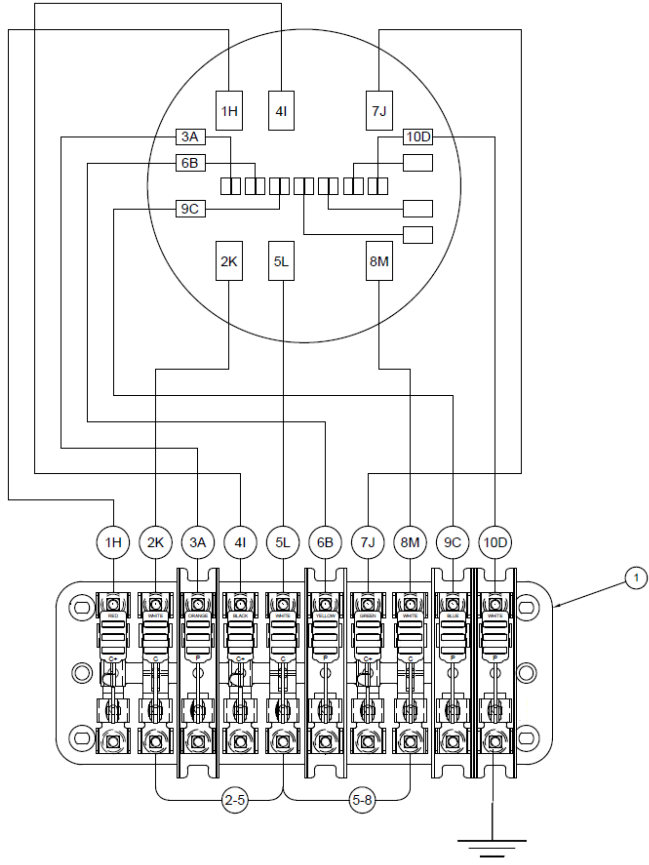 1H
4I
7J
3A
10D
6B
9C
2K
5L
8M
1H 2K 3A 4I 5L 6B 7J 8M 9C 10D
1
RED WHITE ORANGE BLACK WHITE YELLOW GREEN WHITE BLUE WHITE
C+ C P C+ C P C+ C P P
2-5
5-8